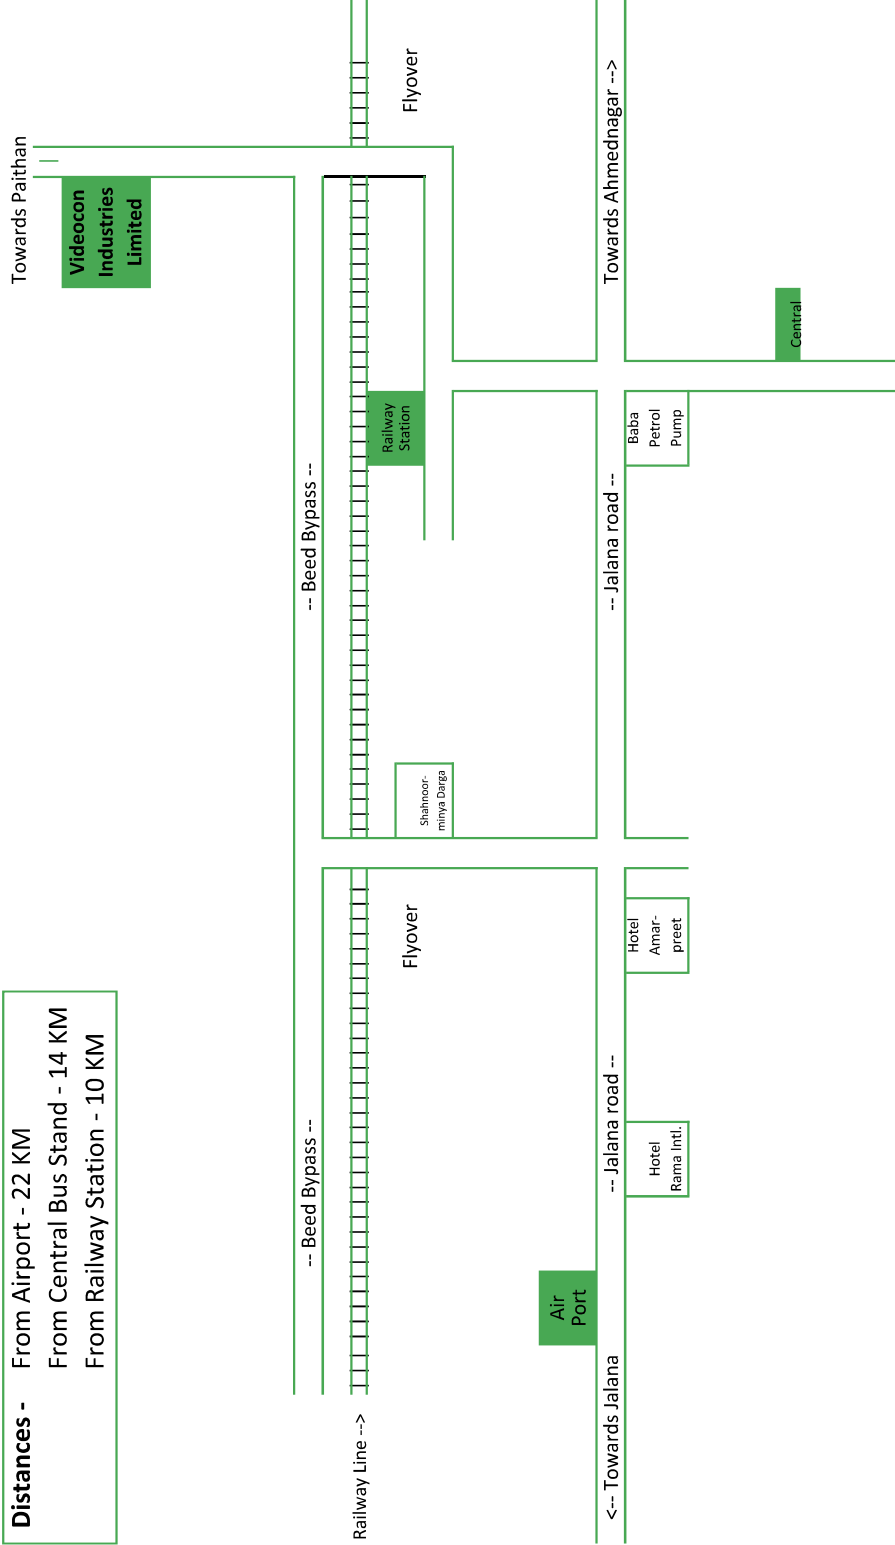 Distances -
From Airport - 22 KM
From Central Bus Stand - 14 KM
From Railway Station - 10 KM
Towards Paithan
Videocon
Industries
Limited
-- Beed Bypass --
-- Beed Bypass --
Railway Line -->
Flyover
Shahnoor-
minya Darga
Railway
Station
Flyover
Air
Port
<-- Towards Jalana
-- Jalana road --
-- Jalana road --
Towards Ahmednagar -->
Hotel
Rama Intl.
Hotel
Amar-
preet
Baba
Petrol
Pump
Central